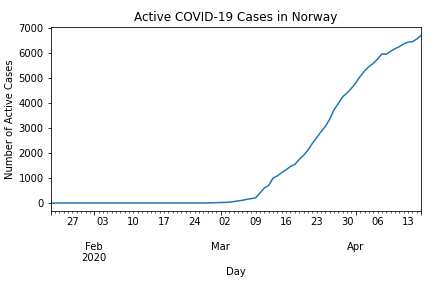 Active COVID-19 Cases in Norway
Number of Active Cases
7000
6000
5000
4000
3000
2000
1000
0
27 03 10 17 24 02 09 16 23 30 06 13
Feb Mar Apr
2020
Day